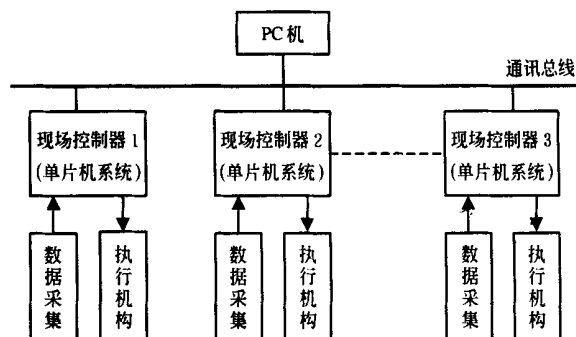 PC机
通讯总线
现场控制器1
(单片机系统)
现场控制器2
(单片机系统)
现场控制器3
(单片机系统)
数据采集
执行机构
数据采集
执行机构
数据采集
执行机构